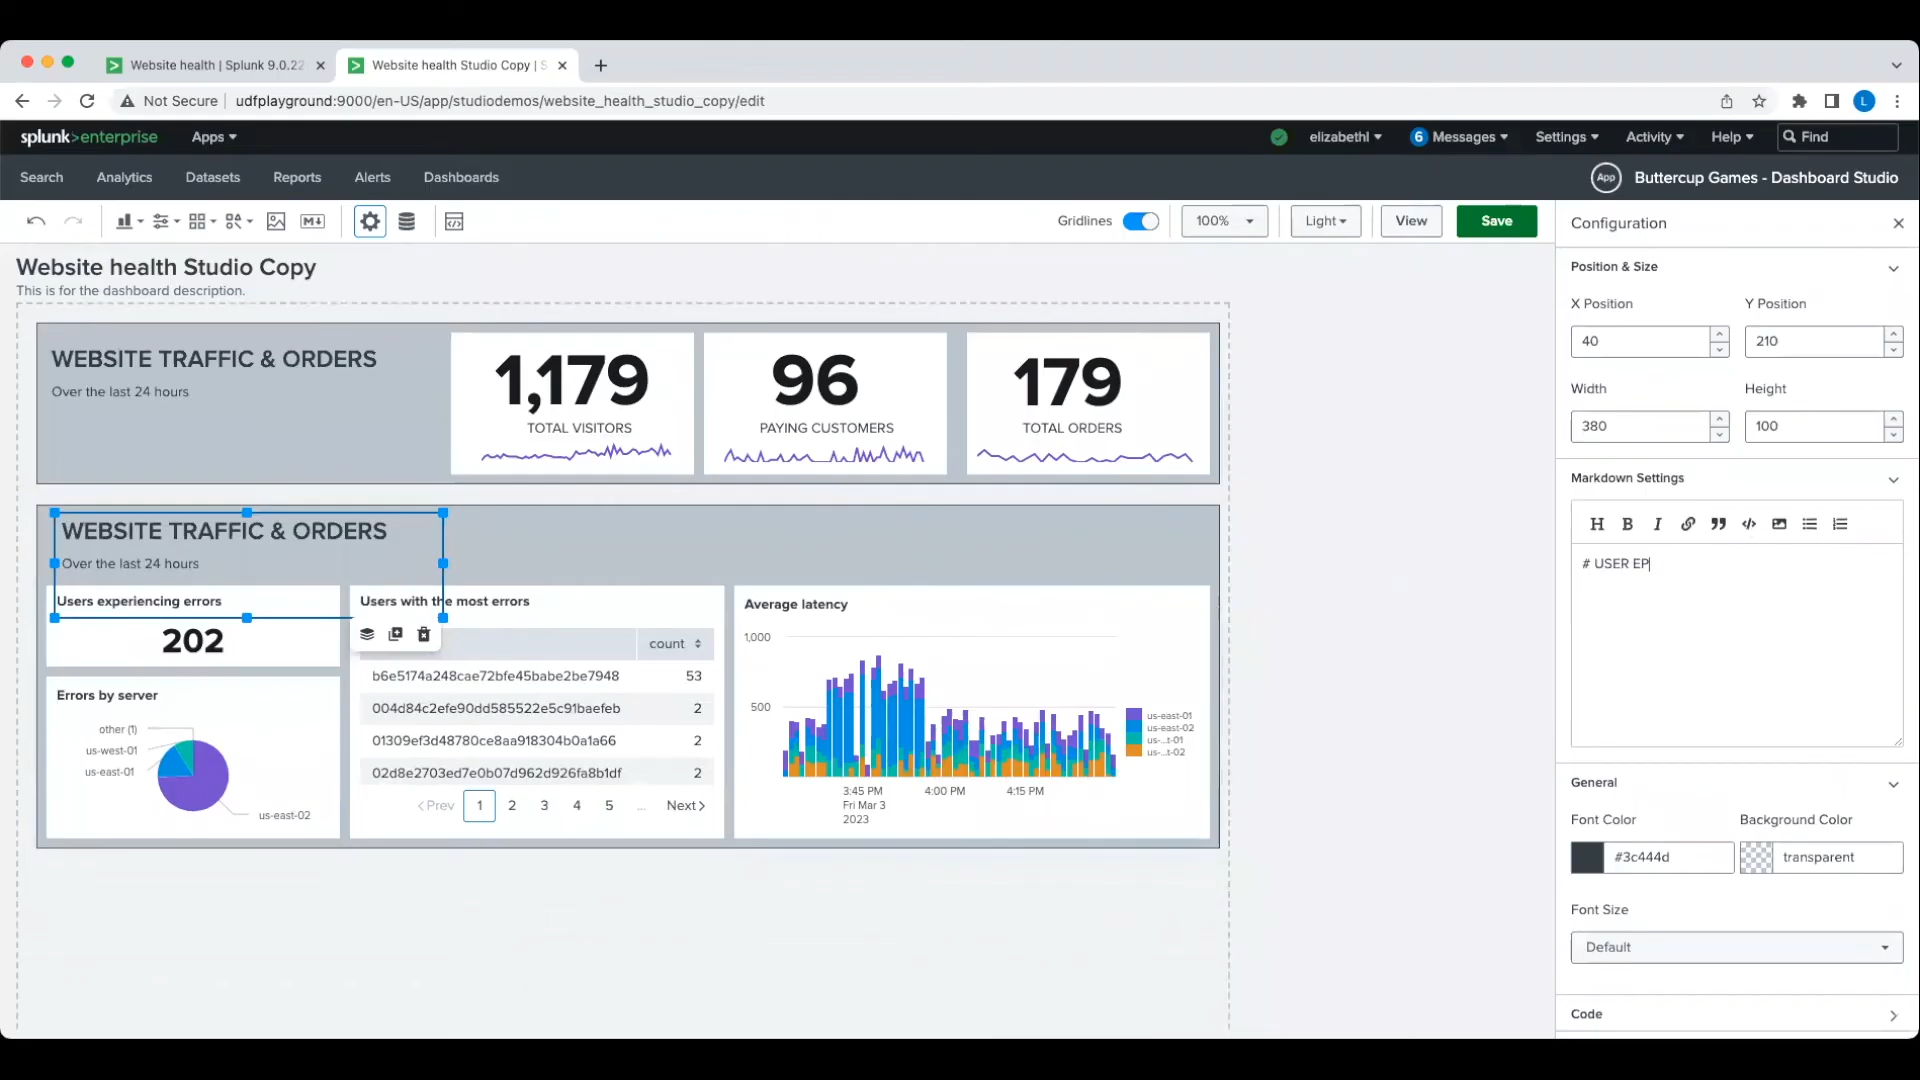 Website health | Splunk 9.0.22
Website health Studio Copy | S
Not Secure
udfplayground:9000/en-US/app/studiodemos/website_health_studio_copy/edit
L
splunk>enterprise
Apps
elizabethl
6 Messages
Settings
Activity
Help
Find
Search
Analytics
Datasets
Reports
Alerts
Dashboards
App
Buttercup Games - Dashboard Studio
M
Gridlines
100%
Light
View
Save
Configuration
Website health Studio Copy
This is for the dashboard description.
WEBSITE TRAFFIC & ORDERS
Over the last 24 hours
1,179
TOTAL VISITORS
96
PAYING CUSTOMERS
179
TOTAL ORDERS
WEBSITE TRAFFIC & ORDERS
Over the last 24 hours
Users experiencing errors
202
Errors by server
other (1)
us-west-01
us-east-01
us-east-02
Users with the most errors
count
b6e5174a248cae72bfe45babe2be7948 53
004d84c2efe90dd585522e5c91baefeb 2
01309ef3d48780ce8aa918304b0a1a66 2
02d8e2703ed7e0b07d962d926fa8b1df 2
<Prev 1 2 3 4 5 ... Next>
Average latency
1,000
500
3:45 PM
Fri Mar 3
2023
4:00 PM
4:15 PM
us-east-01
us-east-02
us-...t-01
us-...t-02
Position & Size
X Position
Y Position
40
210
Width
Height
380
100
Markdown Settings
H B I
# USER EP
General
Font Color
Background Color
#3c444d
transparent
Font Size
Default
Code